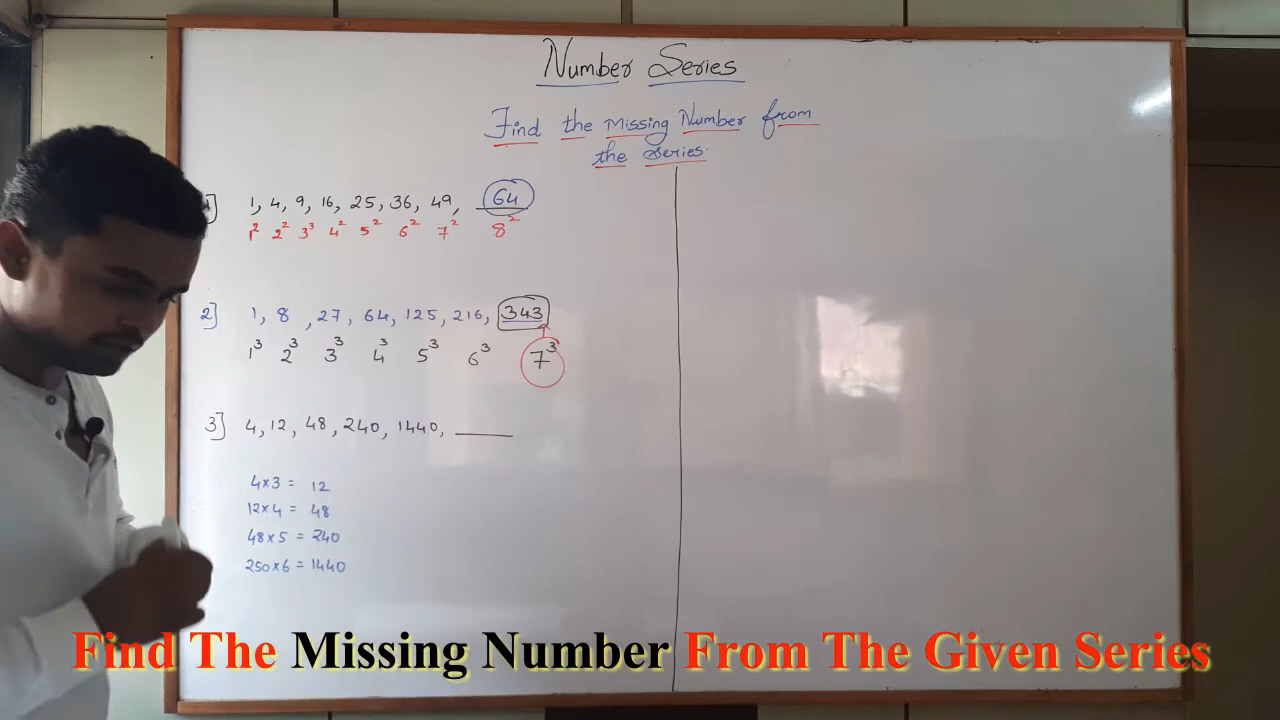 Number Series
Find the Missing Number from
the Series.
1, 4, 9, 16, 25, 36, 49, 64
1² 2² 3³ 4² 5² 6² 7² 8²
2] 1, 8, 27, 64, 125, 216, 343
1³ 2³ 3³ 4³ 5³ 6³ 7³
3] 4, 12, 48, 240, 1440, ____
4×3 = 12
12×4 = 48
48×5 = 240
250×6 = 1440
Find The Missing Number From The Given Series